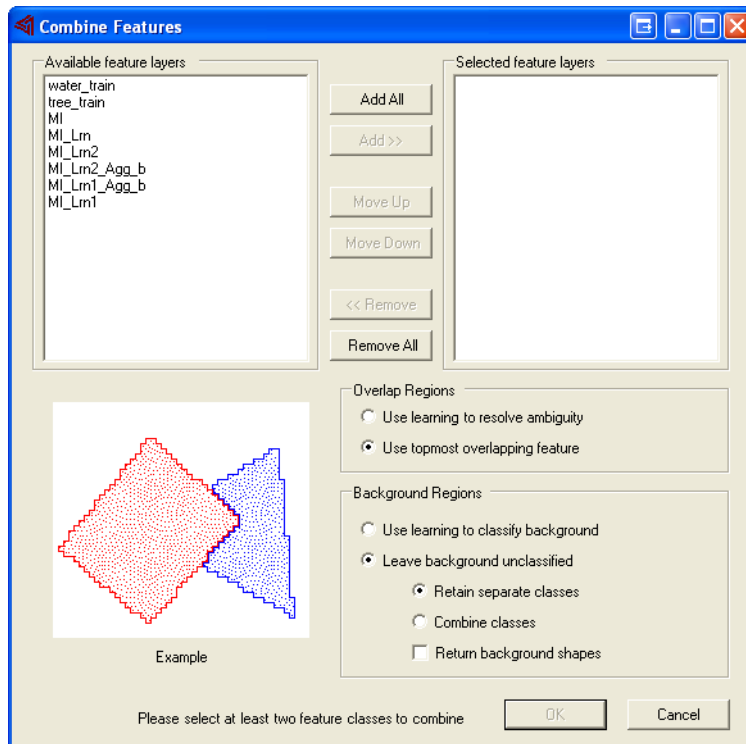 Combine Features
Available feature layers
water_train
tree_train
MI
MI_Lrn
MI_Lrn2
MI_Lrn2_Agg_b
MI_Lrn1_Agg_b
MI_Lrn1
Add All
Add >>
Move Up
Move Down
<< Remove
Remove All
Selected feature layers
Overlap Regions
Use learning to resolve ambiguity
Use topmost overlapping feature
Background Regions
Use learning to classify background
Leave background unclassified
Retain separate classes
Combine classes
Return background shapes
Example
Please select at least two feature classes to combine
OK
Cancel